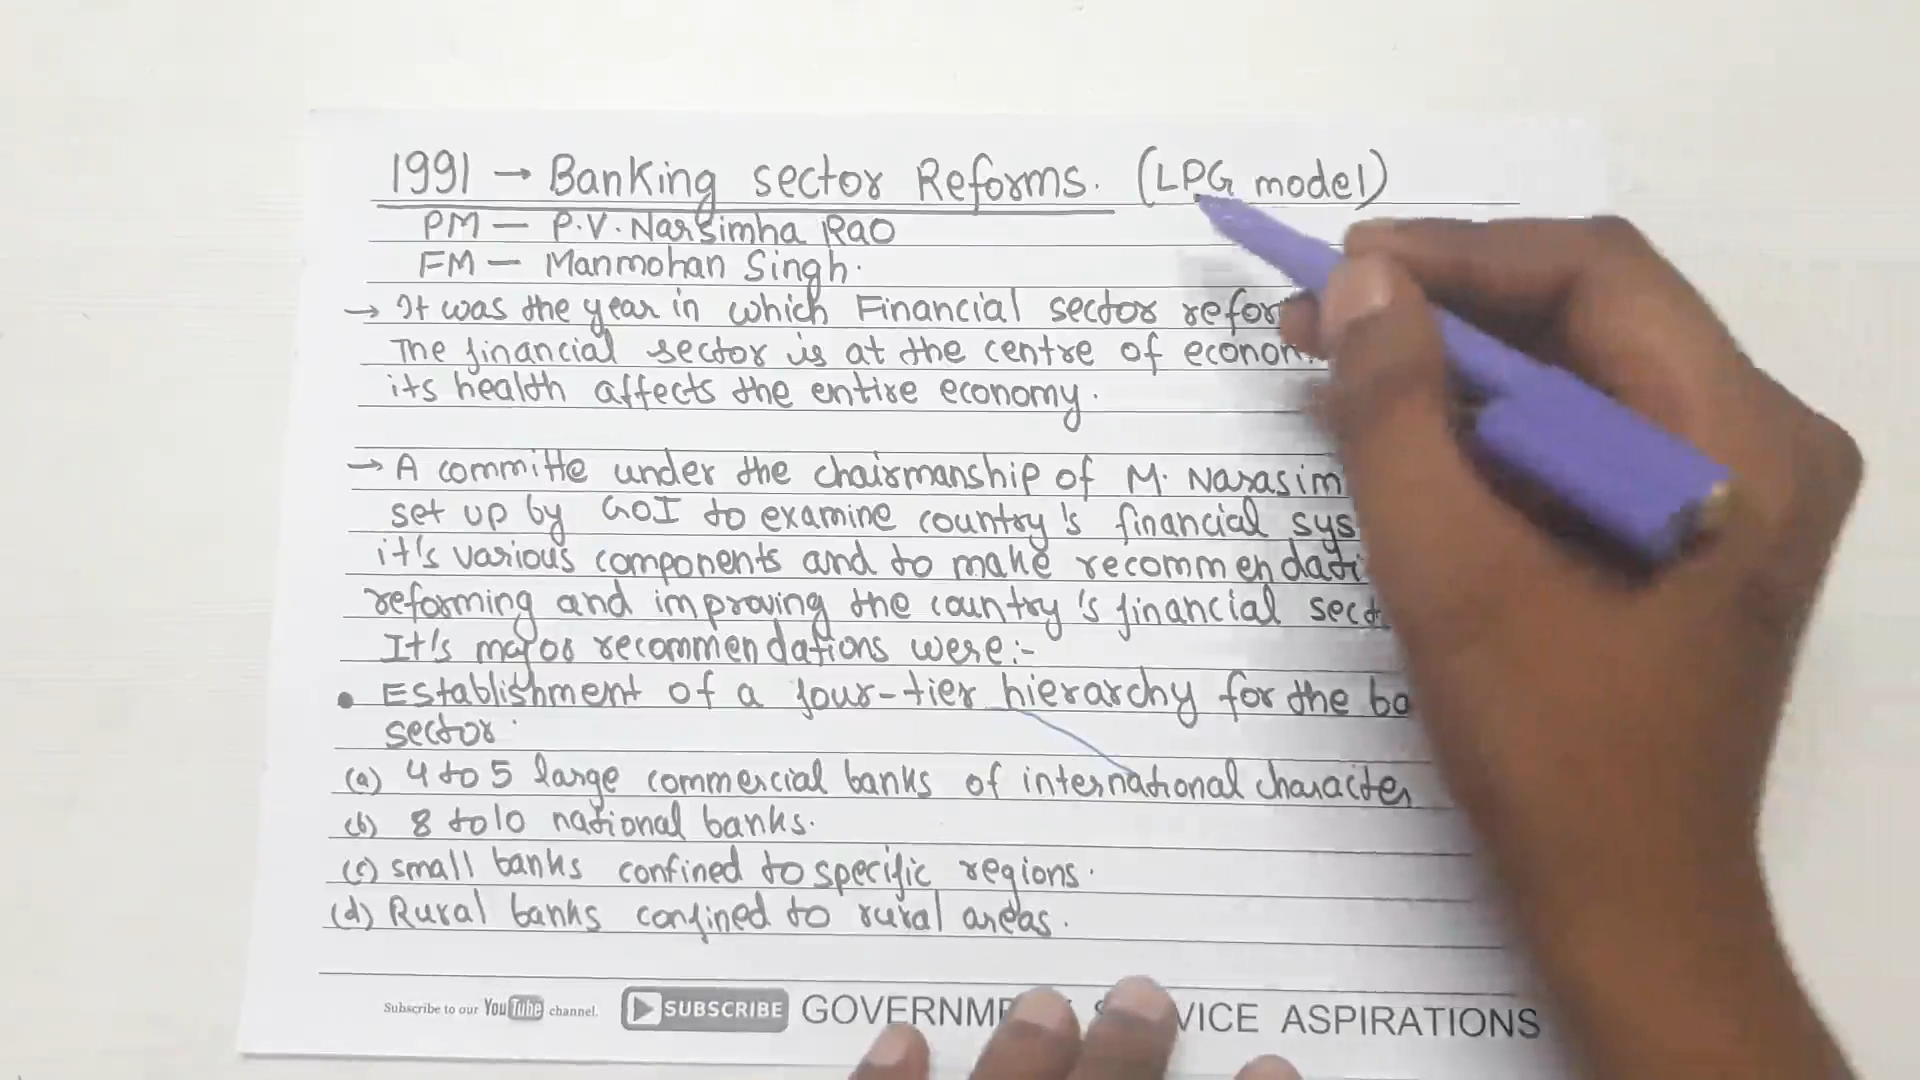 1991 → Banking sector Reforms. (LPG model)
PM — P.V. Narsimha Rao
FM — Manmohan Singh.
→ It was the year in which Financial sector
The financial sector is at the centre of
its health affects the entire economy.
→ A committe under the chairmanship of M.
set up by GOI to examine country's financial
it's various components and to make
reforming and improving the country's financial
It's major recommendations were:-
• Establishment of a four-tier hierarchy for the
sector.
(a) 4 to 5 large commercial banks of international character
(b) 8 to 10 national banks.
(c) small banks confined to specific regions.
(d) Rural banks confined to rural areas.
Subscribe to our YouTube channel. SUBSCRIBE ASPIRATIONS